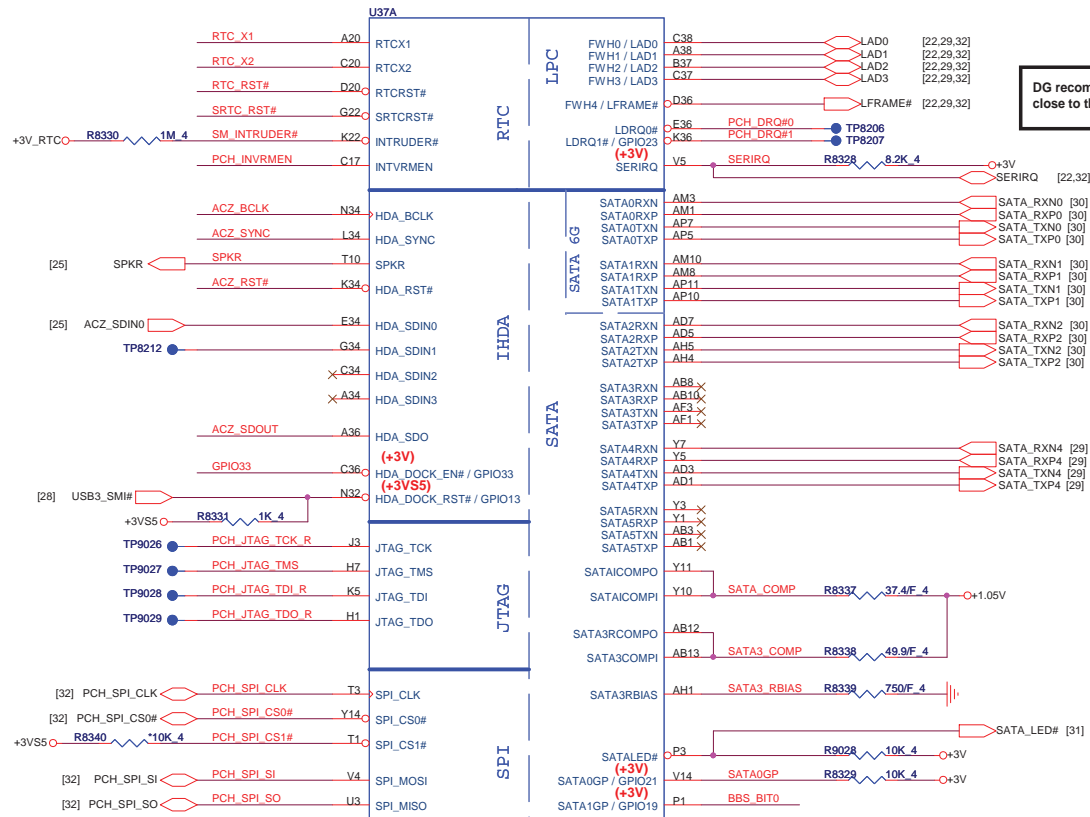 U37A
RTC_X1 A20 RTCX1
RTC_X2 C20 RTCX2
RTC_RST# D20 RTCRST#
SRTC_RST# G22 SRTCRST#
+3V_RTC R8330 1M_4 SM_INTRUDER# K22 INTRUDER#
PCH_INVRMEN C17 INTVRMEN
RTC
LPC
FWH0 / LAD0 C38 LAD0 [22,29,32]
FWH1 / LAD1 A38 LAD1 [22,29,32]
FWH2 / LAD2 B37 LAD2 [22,29,32]
FWH3 / LAD3 C37 LAD3 [22,29,32]
FWH4 / LFRAME# D36 LFRAME# [22,29,32]
LDRQ0# E36 PCH_DRQ#0 TP8206
LDRQ1# / GPIO23 K36 PCH_DRQ#1 TP8207
(+3V)
SERIRQ V5 SERIRQ R8328 8.2K_4 +3V
SERIRQ [22,32]
DG recom
close to th
ACZ_BCLK N34 HDA_BCLK
ACZ_SYNC L34 HDA_SYNC
[25] SPKR SPKR T10 SPKR
ACZ_RST# K34 HDA_RST#
[25] ACZ_SDIN0 E34 HDA_SDIN0
TP8212 G34 HDA_SDIN1
C34 HDA_SDIN2
A34 HDA_SDIN3
ACZ_SDOUT A36 HDA_SDO
(+3V)
GPIO33 C36 HDA_DOCK_EN# / GPIO33
(+3VS5)
[28] USB3_SMI# N32 HDA_DOCK_RST# / GPIO13
+3VS5 R8331 1K_4
IHDA
SATA 6G
SATA
SATA0RXN AM3 SATA_RXN0 [30]
SATA0RXP AM1 SATA_RXP0 [30]
SATA0TXN AP7 SATA_TXN0 [30]
SATA0TXP AP5 SATA_TXP0 [30]
SATA1RXN AM10 SATA_RXN1 [30]
SATA1RXP AM8 SATA_RXP1 [30]
SATA1TXN AP11 SATA_TXN1 [30]
SATA1TXP AP10 SATA_TXP1 [30]
SATA2RXN AD7 SATA_RXN2 [30]
SATA2RXP AD5 SATA_RXP2 [30]
SATA2TXN AH5 SATA_TXN2 [30]
SATA2TXP AH4 SATA_TXP2 [30]
SATA3RXN AB8
SATA3RXP AB10
SATA3TXN AF3
SATA3TXP AF1
SATA4RXN Y7 SATA_RXN4 [29]
SATA4RXP Y5 SATA_RXP4 [29]
SATA4TXN AD3 SATA_TXN4 [29]
SATA4TXP AD1 SATA_TXP4 [29]
SATA5RXN Y3
SATA5RXP Y1
SATA5TXN AB3
SATA5TXP AB1
TP9026 PCH_JTAG_TCK_R J3 JTAG_TCK
TP9027 PCH_JTAG_TMS H7 JTAG_TMS
TP9028 PCH_JTAG_TDI_R K5 JTAG_TDI
TP9029 PCH_JTAG_TDO_R H1 JTAG_TDO
JTAG
SATAICOMPO Y11
SATAICOMPI Y10 SATA_COMP R8337 37.4/F_4 +1.05V
SATA3RCOMPO AB12
SATA3COMPI AB13 SATA3_COMP R8338 49.9/F_4
SATA3RBIAS AH1 SATA3_RBIAS R8339 750/F_4
[32] PCH_SPI_CLK PCH_SPI_CLK T3 SPI_CLK
[32] PCH_SPI_CS0# PCH_SPI_CS0# Y14 SPI_CS0#
+3VS5 R8340 *10K_4 PCH_SPI_CS1# T1 SPI_CS1#
[32] PCH_SPI_SI PCH_SPI_SI V4 SPI_MOSI
[32] PCH_SPI_SO PCH_SPI_SO U3 SPI_MISO
SPI
SATA_LED# [31]
SATALED# P3 R9028 10K_4 +3V
(+3V)
SATA0GP / GPIO21 V14 SATA0GP R8329 10K_4 +3V
(+3V)
SATA1GP / GPIO19 P1 BBS_BIT0